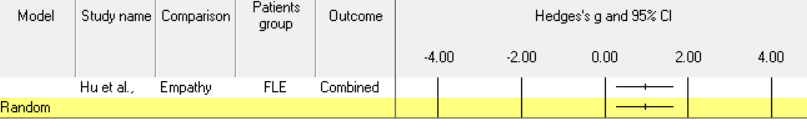 Model Study name Comparison Patients group Outcome Hedges's g and 95% CI
-4.00 -2.00 0.00 2.00 4.00
Hu et al., Empathy FLE Combined
Random